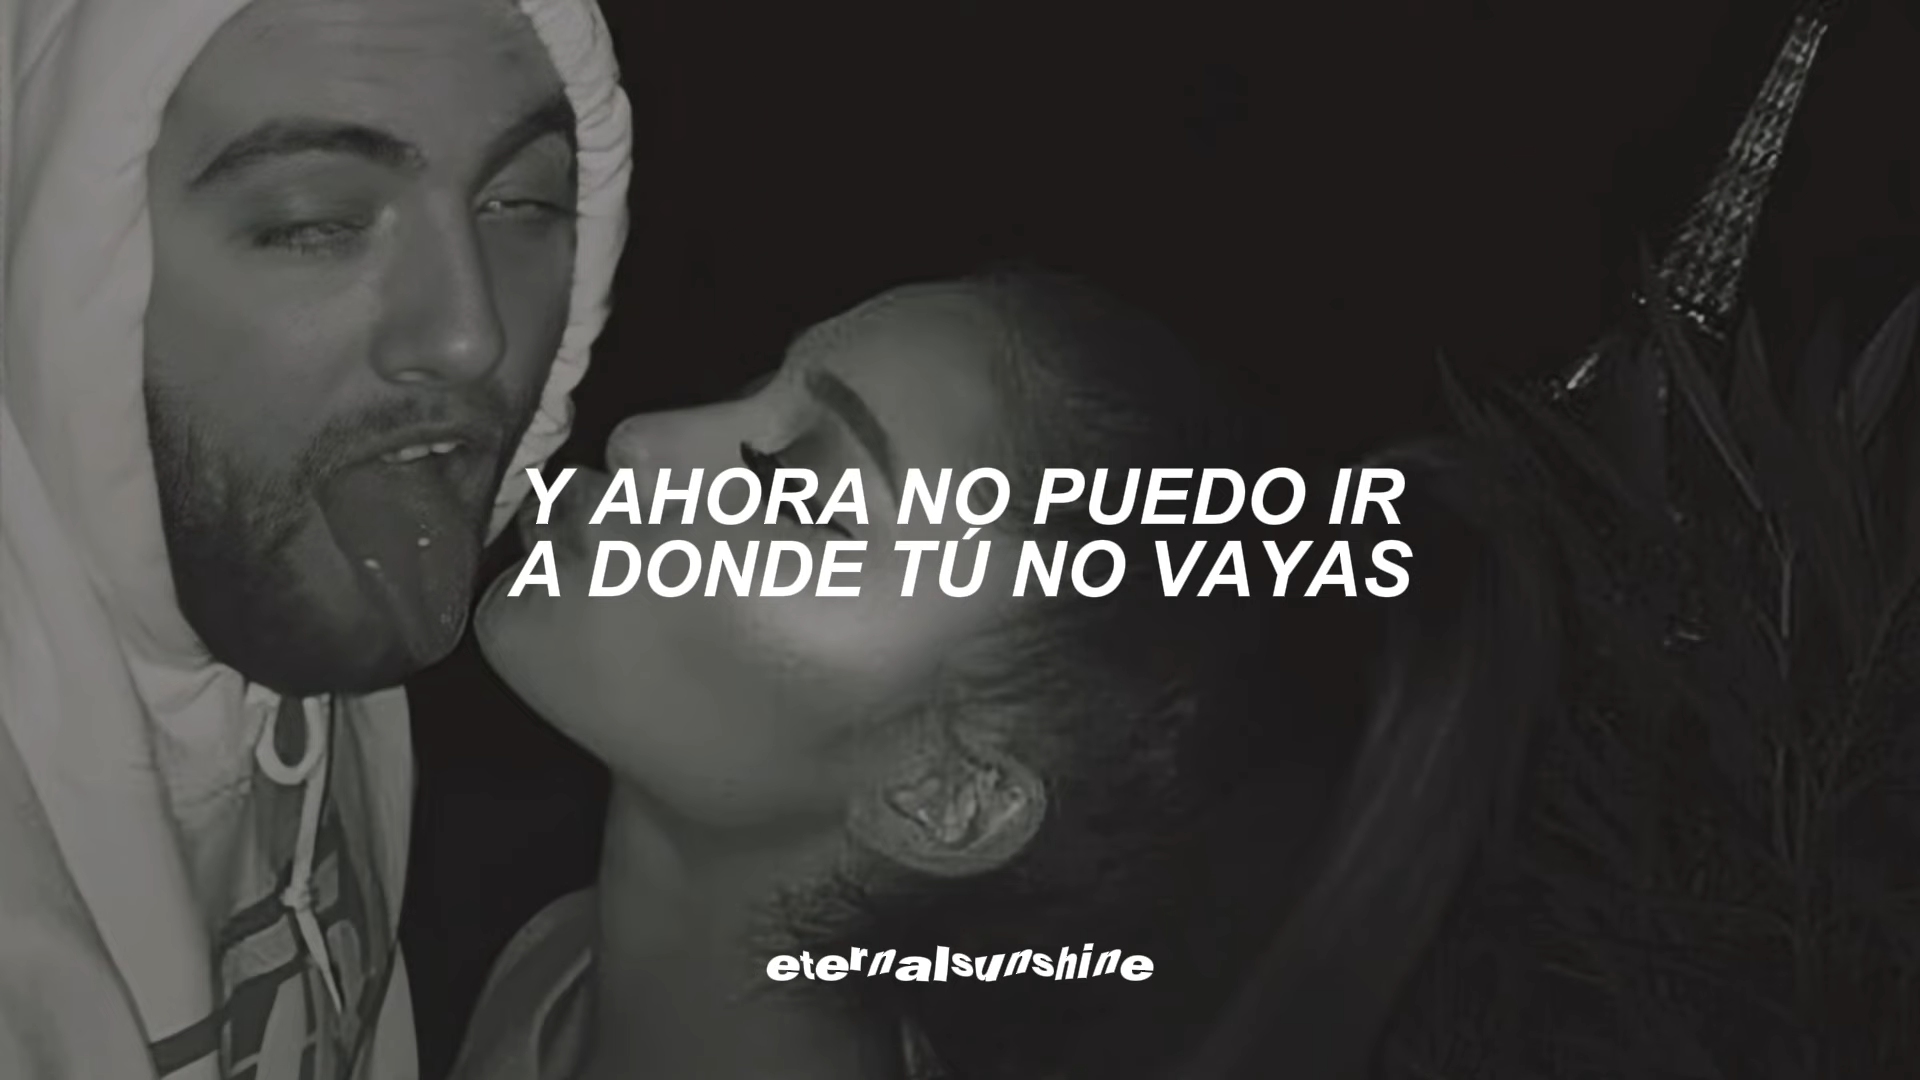 Y AHORA NO PUEDO IR
A DONDE TÚ NO VAYAS
eternalsunshine